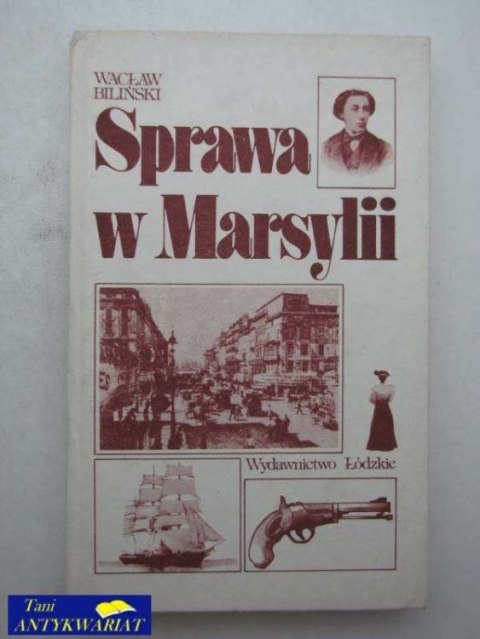 WACŁAW
BILIŃSKI
Sprawa
w Marsylii
Wydawnictwo Łódzkie
Tani
ANTYKWARIAT